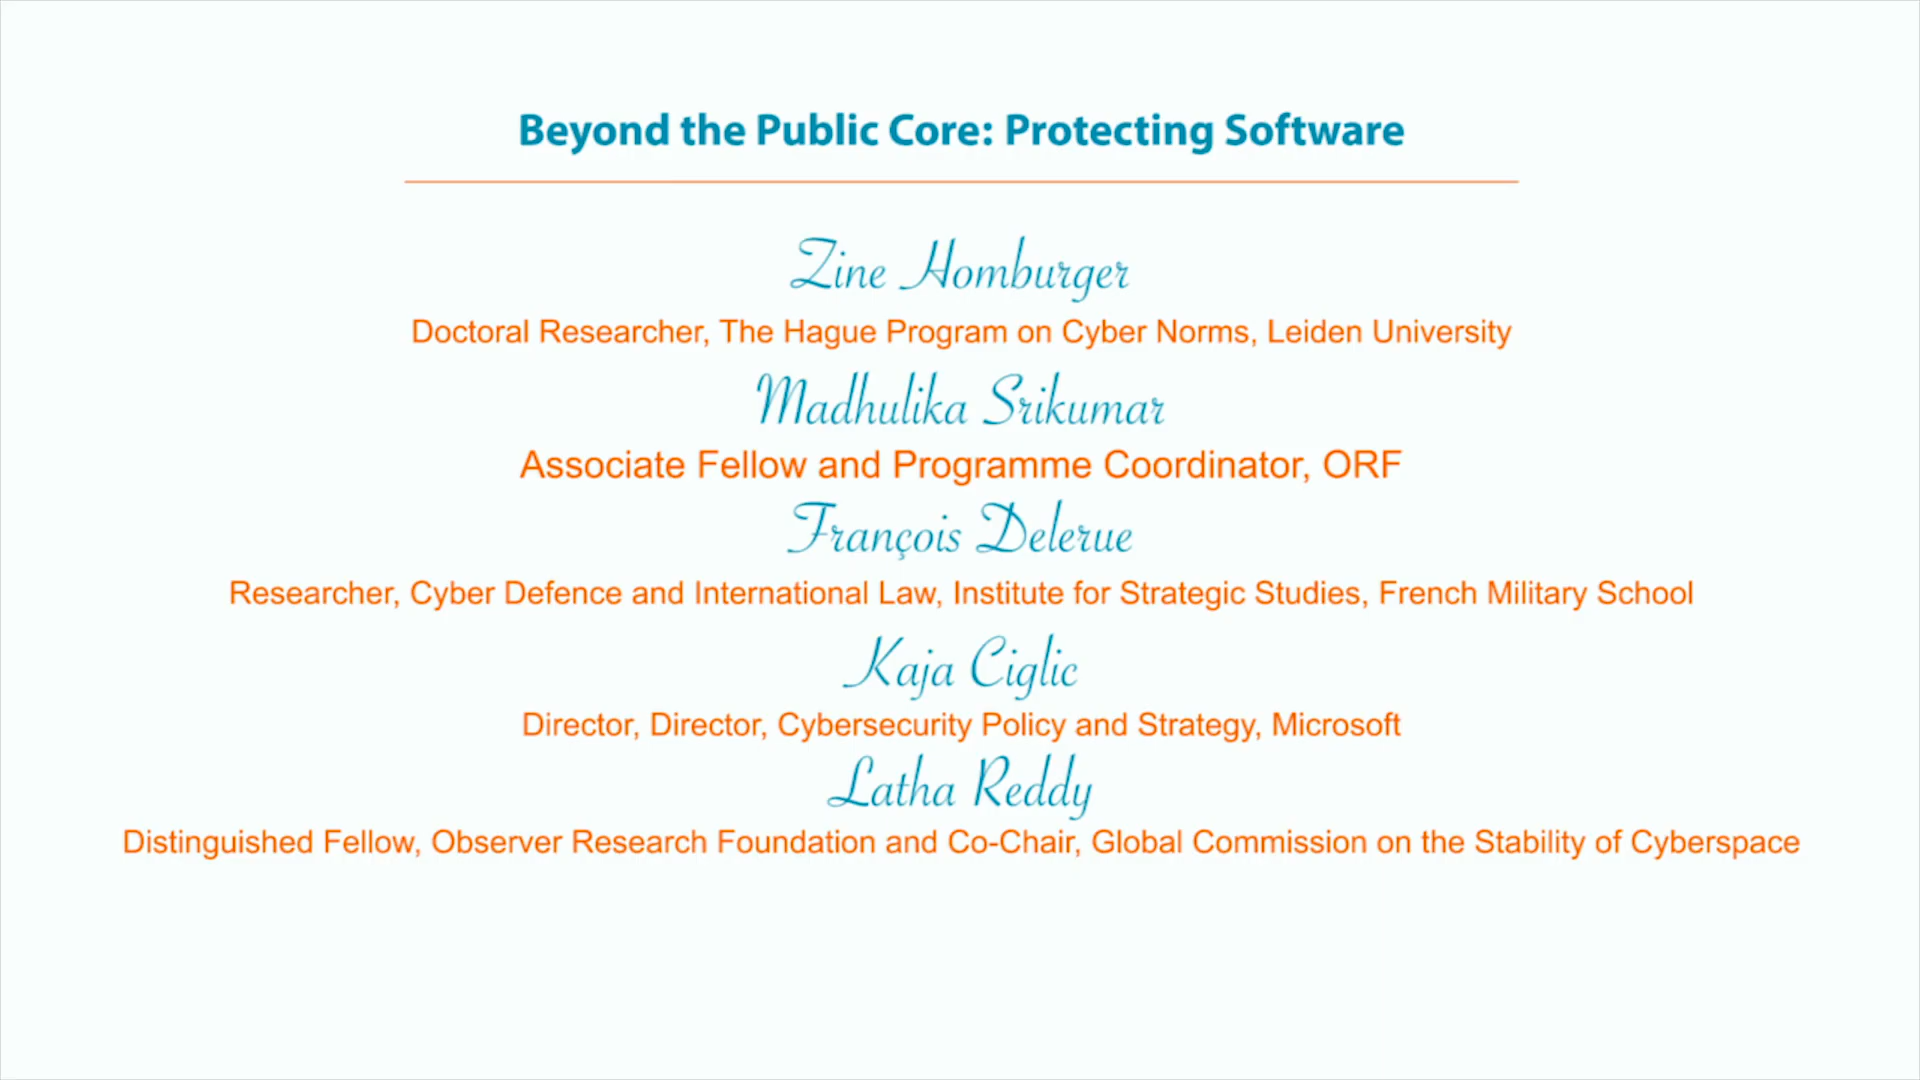 Beyond the Public Core: Protecting Software
Zine Homburger
Doctoral Researcher, The Hague Program on Cyber Norms, Leiden University
Madhulika Srikumar
Associate Fellow and Programme Coordinator, ORF
François Delerue
Researcher, Cyber Defence and International Law, Institute for Strategic Studies, French Military School
Kaja Ciglic
Director, Director, Cybersecurity Policy and Strategy, Microsoft
Latha Reddy
Distinguished Fellow, Observer Research Foundation and Co-Chair, Global Commission on the Stability of Cyberspace